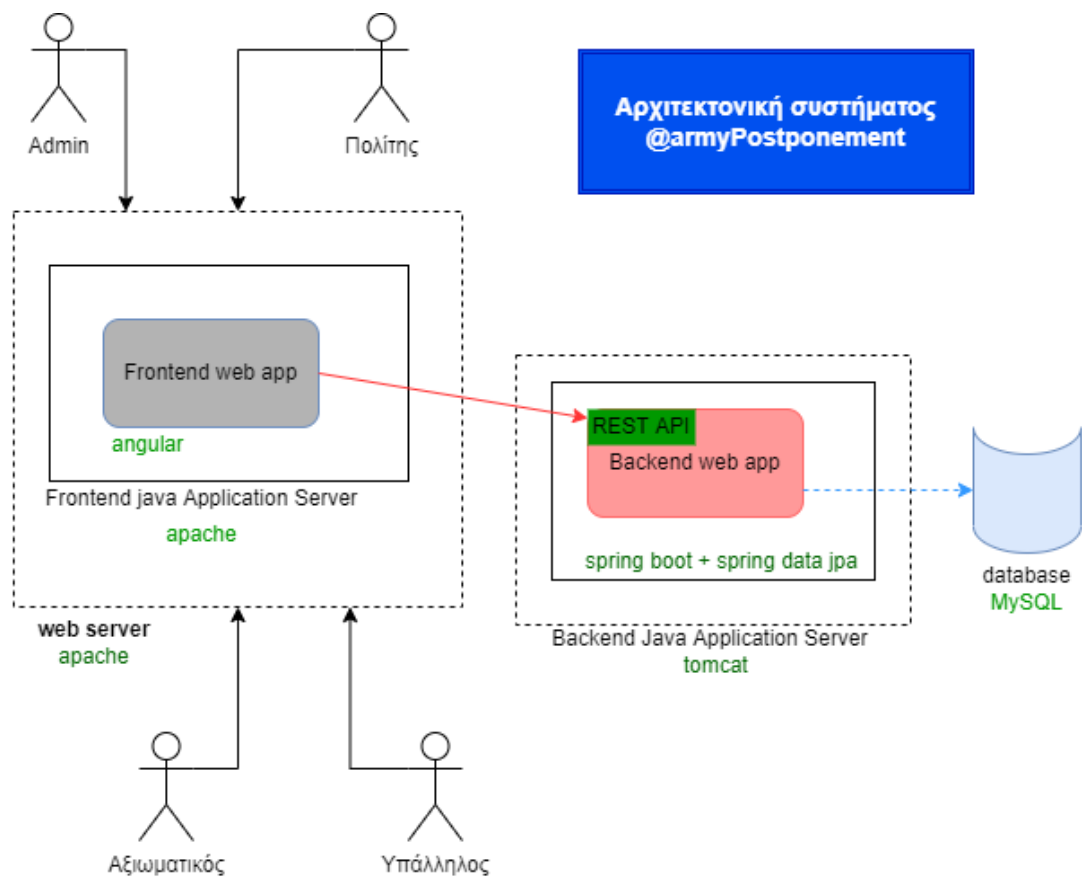 Admin
Πολίτης
Αρχιτεκτονική συστήματος
@armyPostponement
Frontend web app
angular
Frontend java Application Server
apache
web server
apache
REST API
Backend web app
spring boot + spring data jpa
Backend Java Application Server
tomcat
database
MySQL
Αξιωματικός
Υπάλληλος